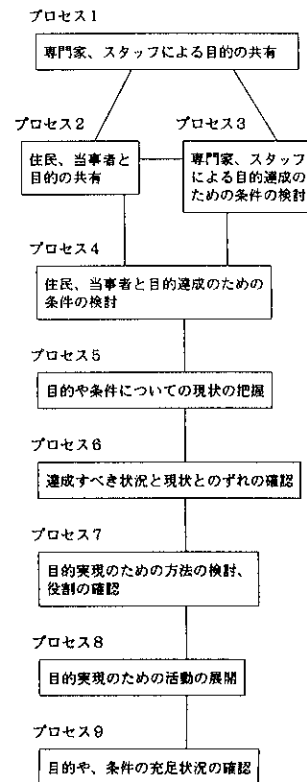 プロセス1
専門家、スタッフによる目的の共有
プロセス2
住民、当事者と
目的の共有
プロセス3
専門家、スタッフ
による目的達成の
ための条件の検討
プロセス4
住民、当事者と目的達成のための
条件の検討
プロセス5
目的や条件についての現状の把握
プロセス6
達成すべき状況と現状とのずれの確認
プロセス7
目的実現のための方法の検討、
役割の確認
プロセス8
目的実現のための活動の展開
プロセス9
目的や、条件の充足状況の確認